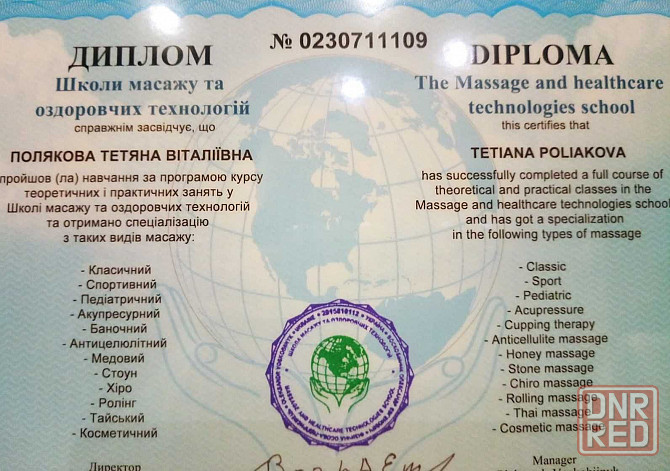 № 0230711109
ДИПЛОМ
Школи масажу та
оздоровчих технологій
справжнім засвідчує, що
ПОЛЯКОВА ТЕТЯНА ВІТАЛІЇВНА
пройшов (ла) навчання за програмою курсу
теоретичних і практичних занять у
Школі масажу та оздоровчих технологій
та отримано спеціалізацію
з таких видів масажу:
- Класичний
- Спортивний
- Педіатричний
- Акупресурний
- Баночний
- Антицелюлітний
- Медовий
- Стоун
- Хіро
- Ролінг
- Тайський
- Косметичний
Директор
DIPLOMA
The Massage and healthcare
technologies school
this certifies that
TETIANA POLIAKOVA
has successfully completed a full course of
theoretical and practical classes in the
Massage and healthcare technologies school
and has got a specialization
in the following types of massage
- Classic
- Sport
- Pediatric
- Acupressure
- Cupping therapy
- Anticellulite massage
- Honey massage
- Stone massage
- Chiro massage
- Rolling massage
- Thai massage
- Cosmetic massage
Manager
DNR
RED